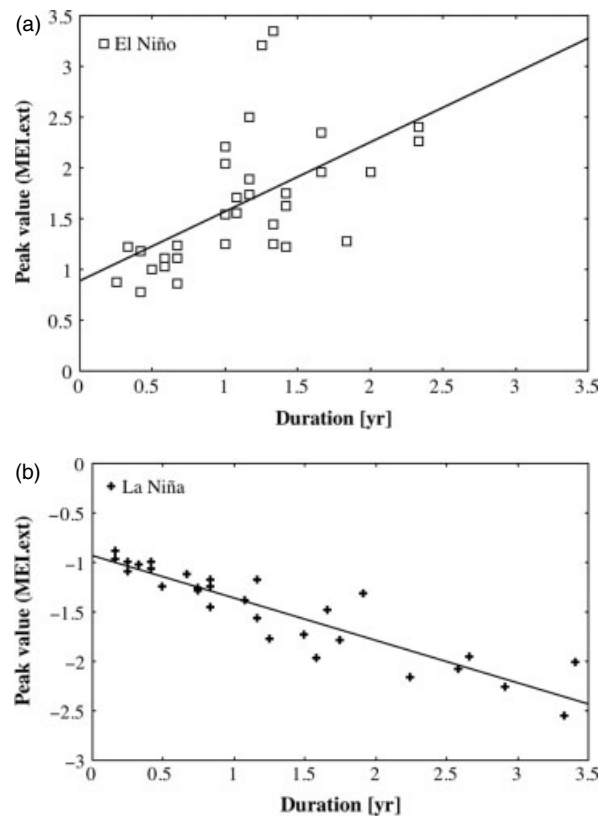 (a)
El Niño
Peak value (MEI.ext)
3.5
3
2.5
2
1.5
1
0.5
0
0 0.5 1 1.5 2 2.5 3 3.5
Duration [yr]
(b)
La Niña
Peak value (MEI.ext)
0
−0.5
−1
−1.5
−2
−2.5
−3
0 0.5 1 1.5 2 2.5 3 3.5
Duration [yr]